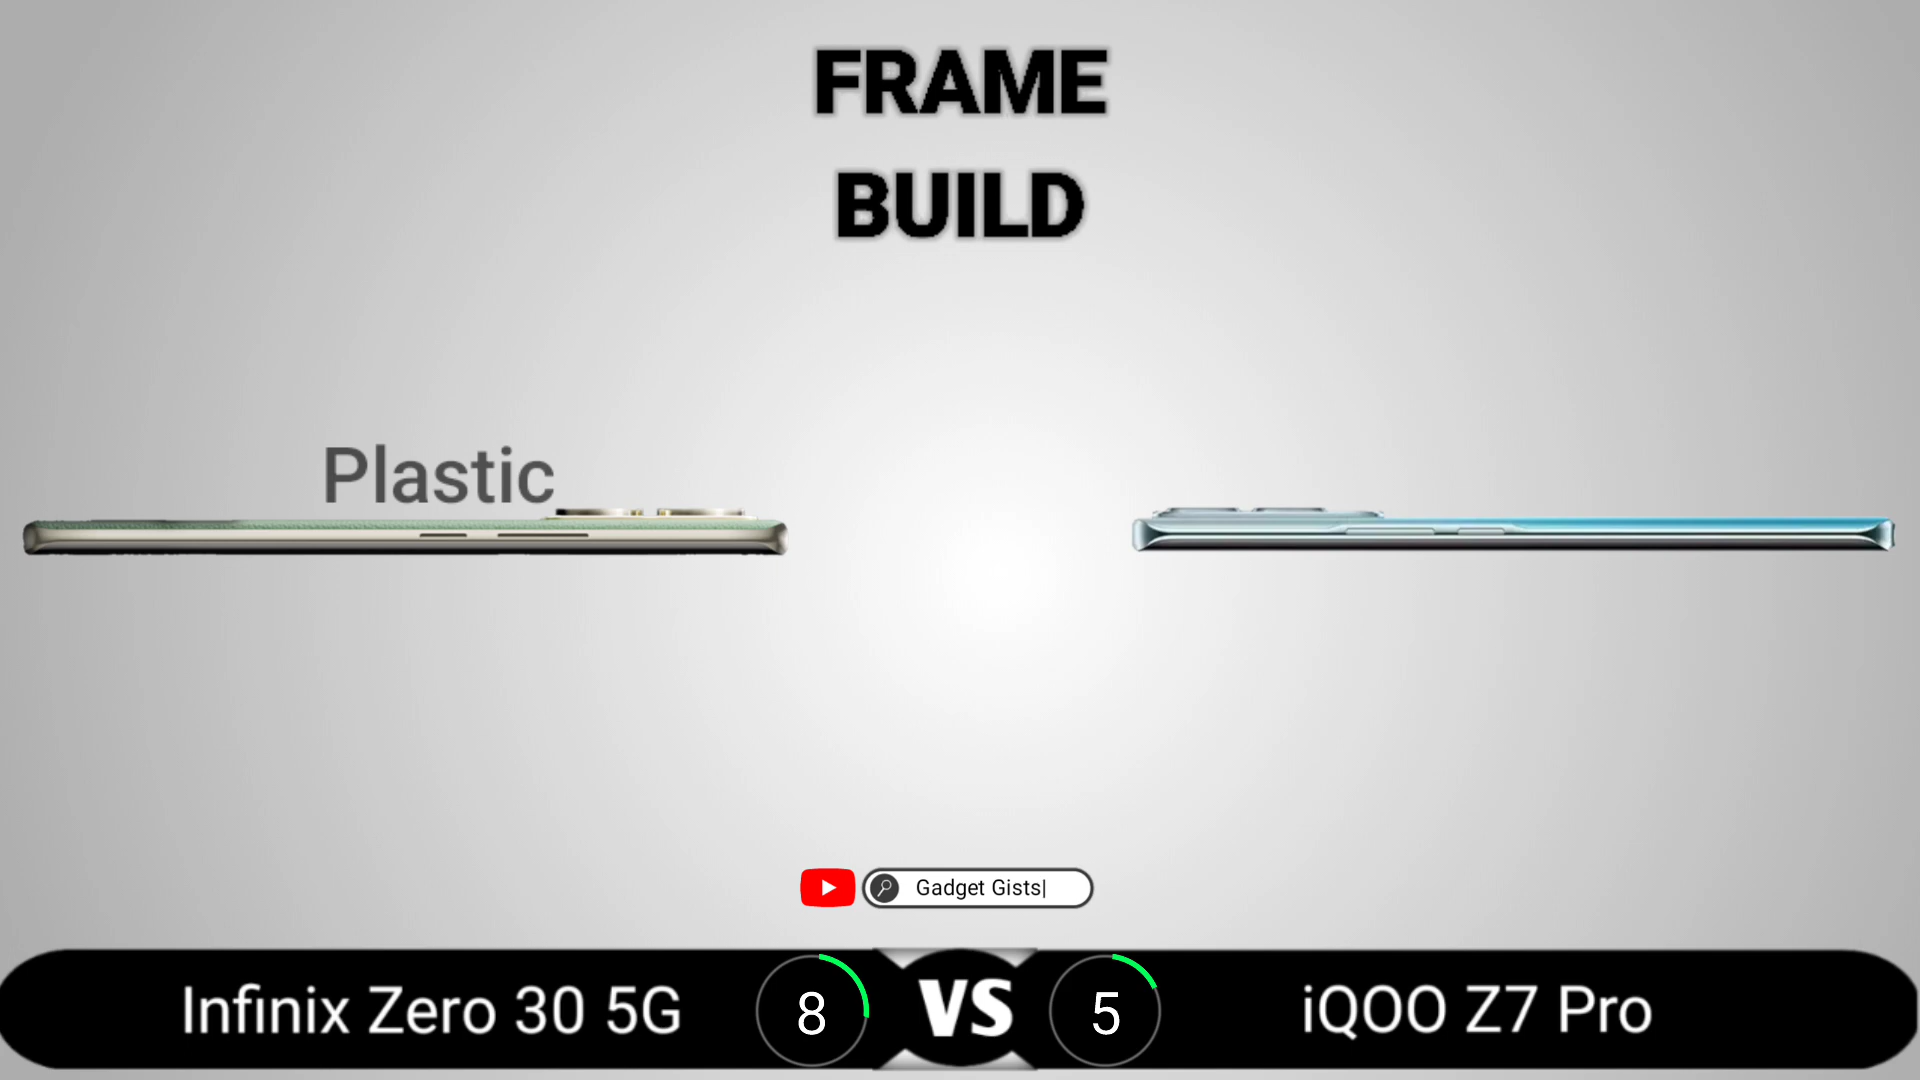 FRAME
BUILD
Plastic
Gadget Gists|
Infinix Zero 30 5G 8 VS 5 iQOO Z7 Pro